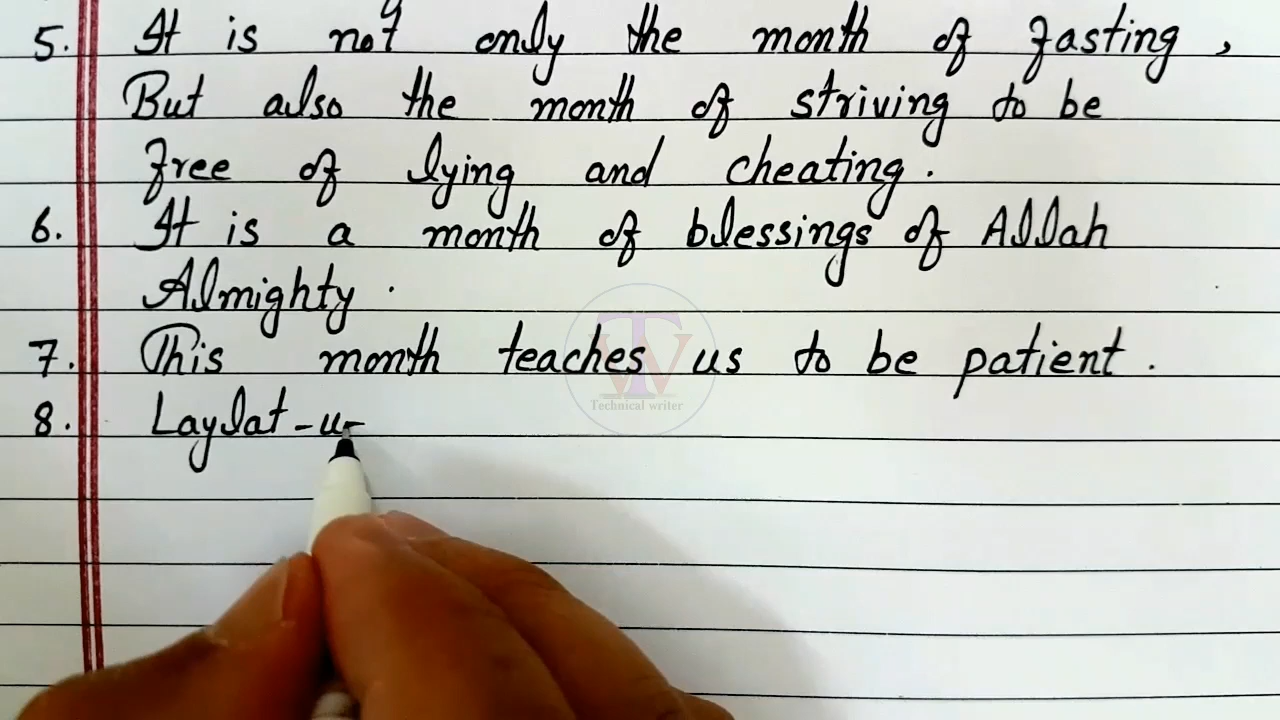 5. It is not only the month of fasting,
But also the month of striving to be
free of lying and cheating.
6. It is a month of blessings of Allah
Almighty.
7. This month teaches us to be patient.
8. Laylat-u-
TW
Technical writer